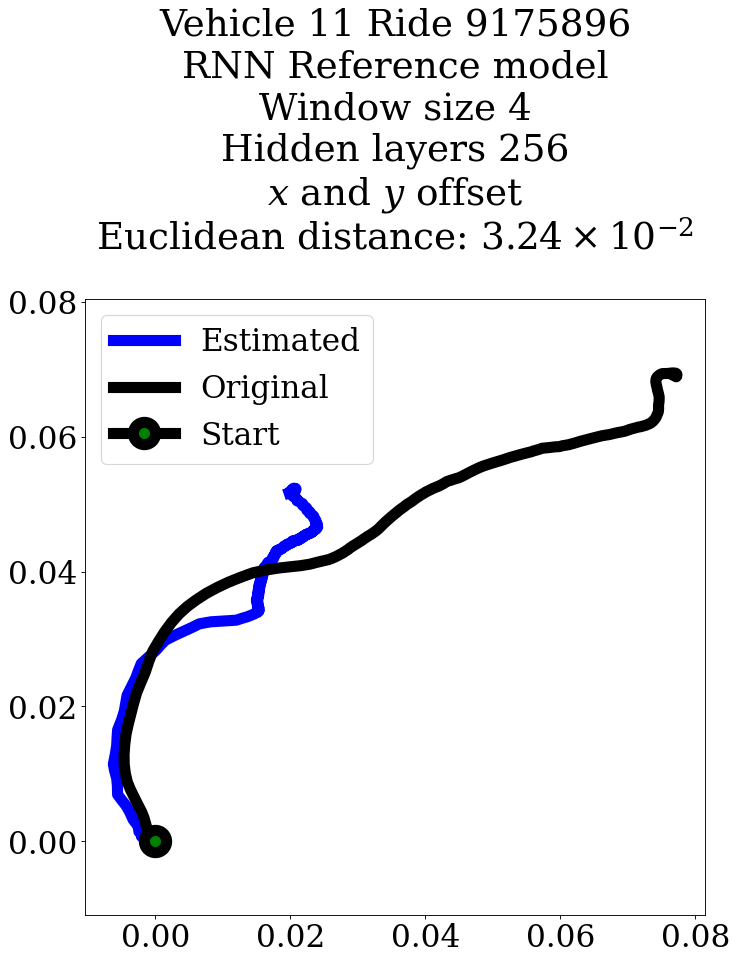 Vehicle 11 Ride 9175896
RNN Reference model
Window size 4
Hidden layers 256
x and y offset
Euclidean distance: 3.24 × 10⁻²
0.08
0.06
0.04
0.02
0.00
Estimated
Original
Start
0.00 0.02 0.04 0.06 0.08